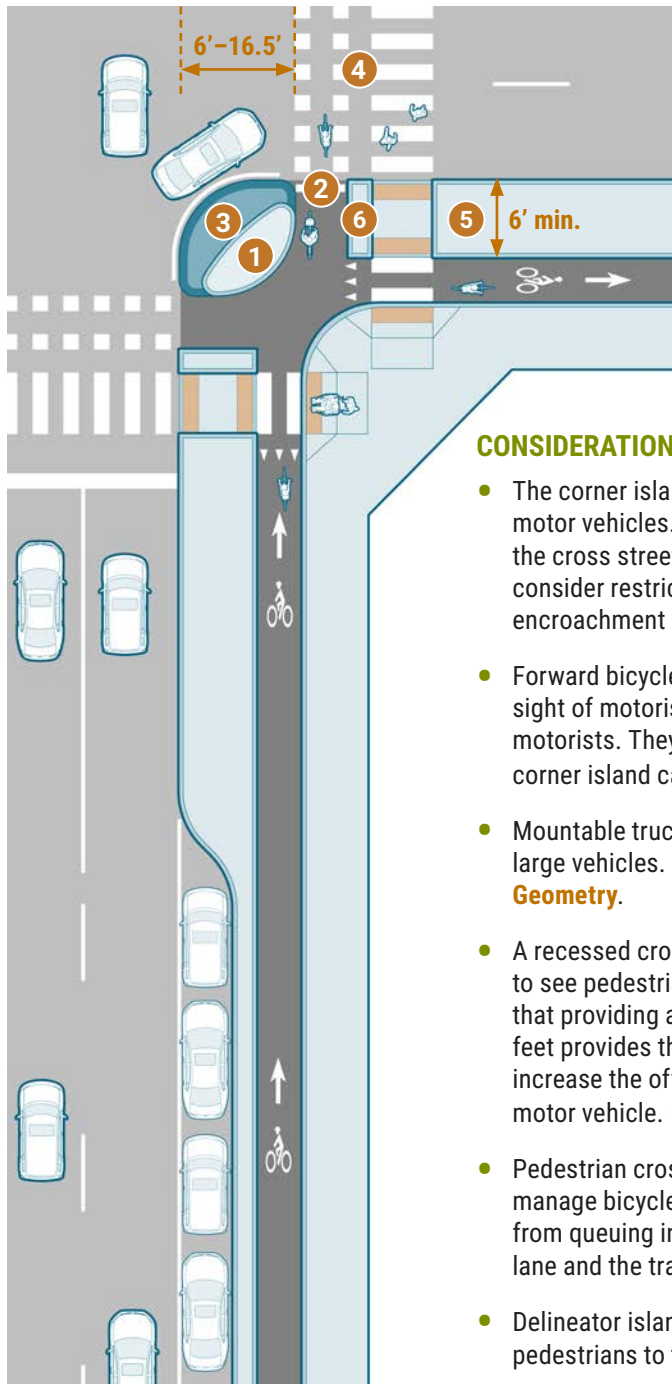 6'–16.5'
4
2
3
6
5
6' min.
1
CONSIDERATION
• The corner isla
motor vehicles.
the cross stree
consider restric
encroachment
• Forward bicycle
sight of motoris
motorists. They
corner island ca
• Mountable truc
large vehicles.
Geometry.
• A recessed cro
to see pedestri
that providing a
feet provides th
increase the of
motor vehicle.
• Pedestrian cros
manage bicycle
from queuing in
lane and the tra
• Delineator islan
pedestrians to